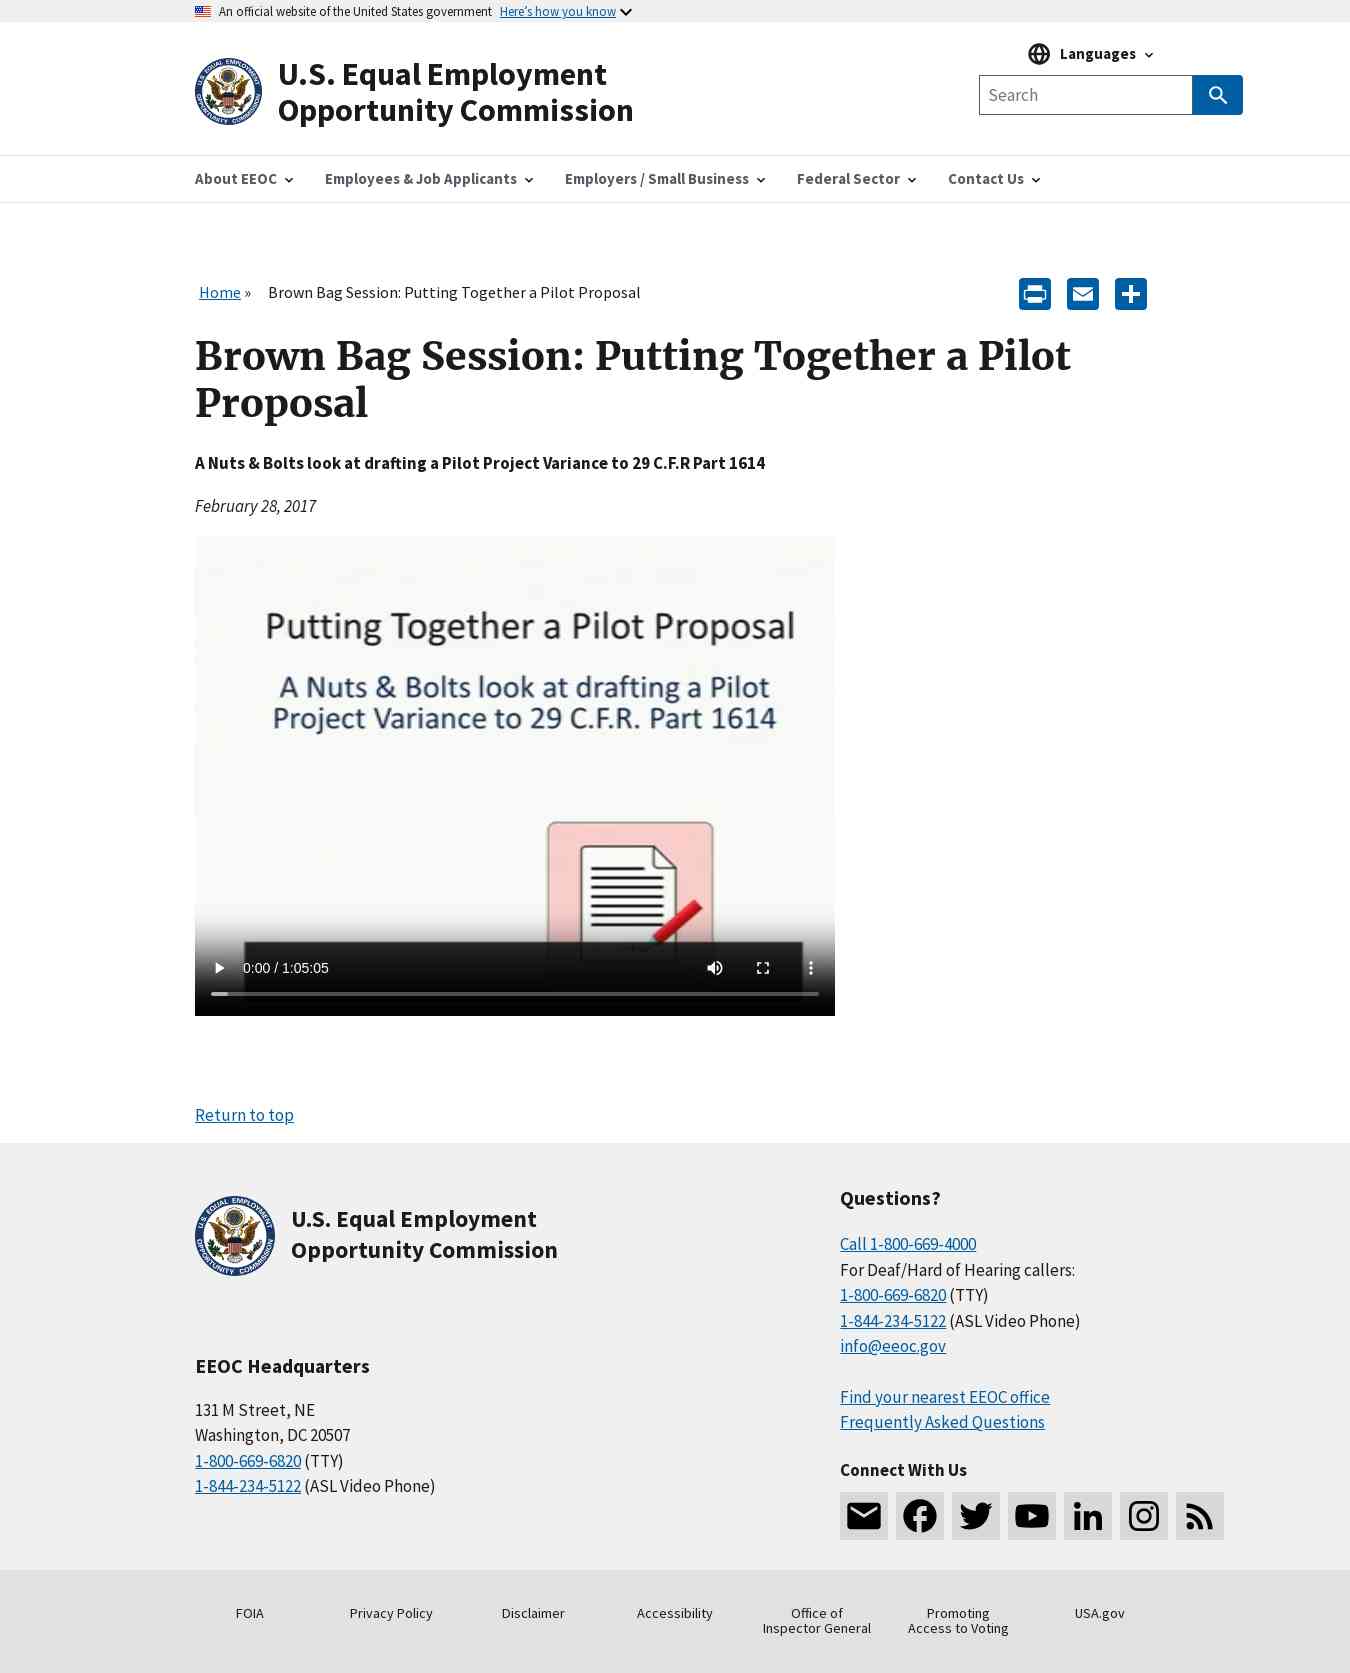 An official website of the United States government Here’s how you know
U.S. Equal Employment
Opportunity Commission
Languages
Search
About EEOC
Employees & Job Applicants
Employers / Small Business
Federal Sector
Contact Us
Home » Brown Bag Session: Putting Together a Pilot Proposal
Brown Bag Session: Putting Together a Pilot
Proposal
A Nuts & Bolts look at drafting a Pilot Project Variance to 29 C.F.R Part 1614
February 28, 2017
Putting Together a Pilot Proposal
A Nuts & Bolts look at drafting a Pilot
Project Variance to 29 C.F.R. Part 1614
0:00 / 1:05:05
Return to top
U.S. EQUAL EMPLOYMENT OPPORTUNITY COMMISSION
U.S. Equal Employment
Opportunity Commission
EEOC Headquarters
131 M Street, NE
Washington, DC 20507
1-800-669-6820 (TTY)
1-844-234-5122 (ASL Video Phone)
Questions?
Call 1-800-669-4000
For Deaf/Hard of Hearing callers:
1-800-669-6820 (TTY)
1-844-234-5122 (ASL Video Phone)
info@eeoc.gov
Find your nearest EEOC office
Frequently Asked Questions
Connect With Us
FOIA
Privacy Policy
Disclaimer
Accessibility
Office of
Inspector General
Promoting
Access to Voting
USA.gov